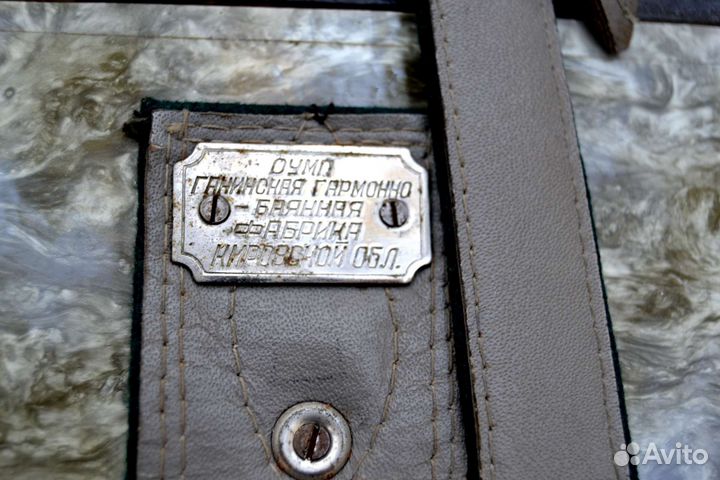 ОУМП
ГАНИНСКАЯ ГАРМОННО
- БАЯННАЯ
ФАБРИКА
КИРОВСКОЙ ОБЛ.
Avito